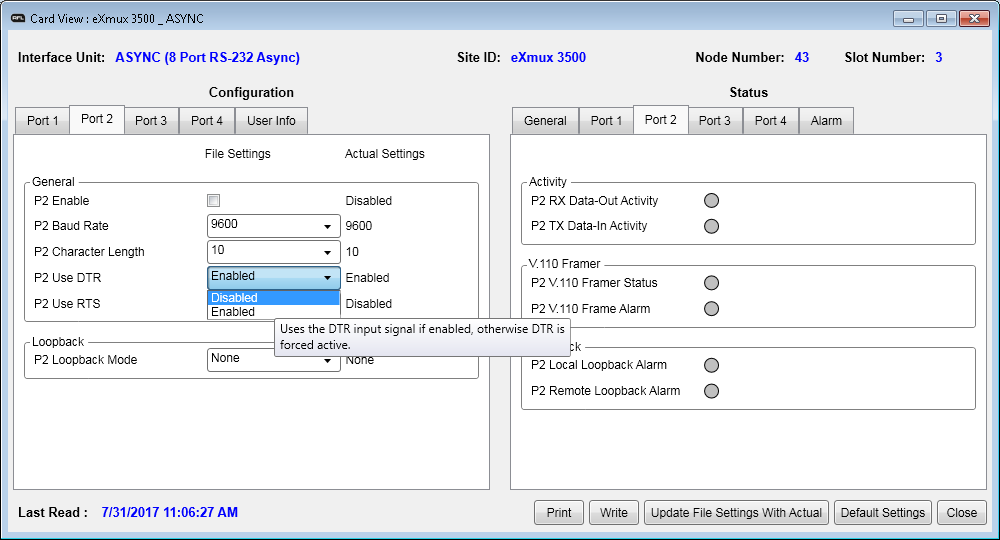 AFL Card View : eXmux 3500 _ ASYNC
Interface Unit: ASYNC (8 Port RS-232 Async) Site ID: eXmux 3500 Node Number: 43 Slot Number: 3
Configuration
Port 1 Port 2 Port 3 Port 4 User Info
File Settings Actual Settings
General
P2 Enable Disabled
P2 Baud Rate 9600 9600
P2 Character Length 10 10
P2 Use DTR Enabled Enabled
Disabled
Enabled
P2 Use RTS Disabled
Uses the DTR input signal if enabled, otherwise DTR is
forced active.
Loopback
P2 Loopback Mode None None
Status
General Port 1 Port 2 Port 3 Port 4 Alarm
Activity
P2 RX Data-Out Activity
P2 TX Data-In Activity
V.110 Framer
P2 V.110 Framer Status
P2 V.110 Frame Alarm
P2 Local Loopback Alarm
P2 Remote Loopback Alarm
Last Read : 7/31/2017 11:06:27 AM
Print Write Update File Settings With Actual Default Settings Close